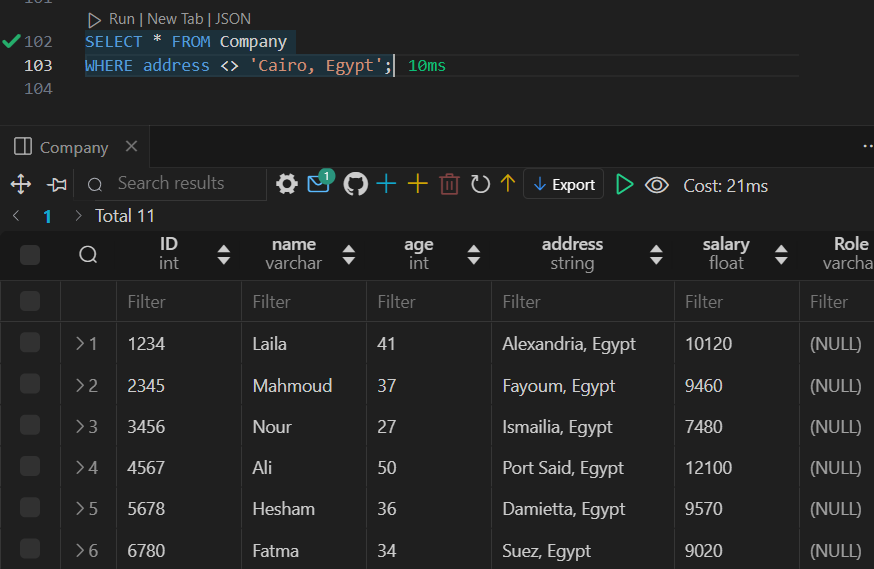 101
Run | New Tab | JSON
102 SELECT * FROM Company
103 WHERE address <> 'Cairo, Egypt'; 10ms
104
Company
Search results 1 Export Cost: 21ms
1 Total 11
ID name age address salary Role
int varchar int string float varcha
Filter Filter Filter Filter Filter Filter
1 1234 Laila 41 Alexandria, Egypt 10120 (NULL)
2 2345 Mahmoud 37 Fayoum, Egypt 9460 (NULL)
3 3456 Nour 27 Ismailia, Egypt 7480 (NULL)
4 4567 Ali 50 Port Said, Egypt 12100 (NULL)
5 5678 Hesham 36 Damietta, Egypt 9570 (NULL)
6 6780 Fatma 34 Suez, Egypt 9020 (NULL)